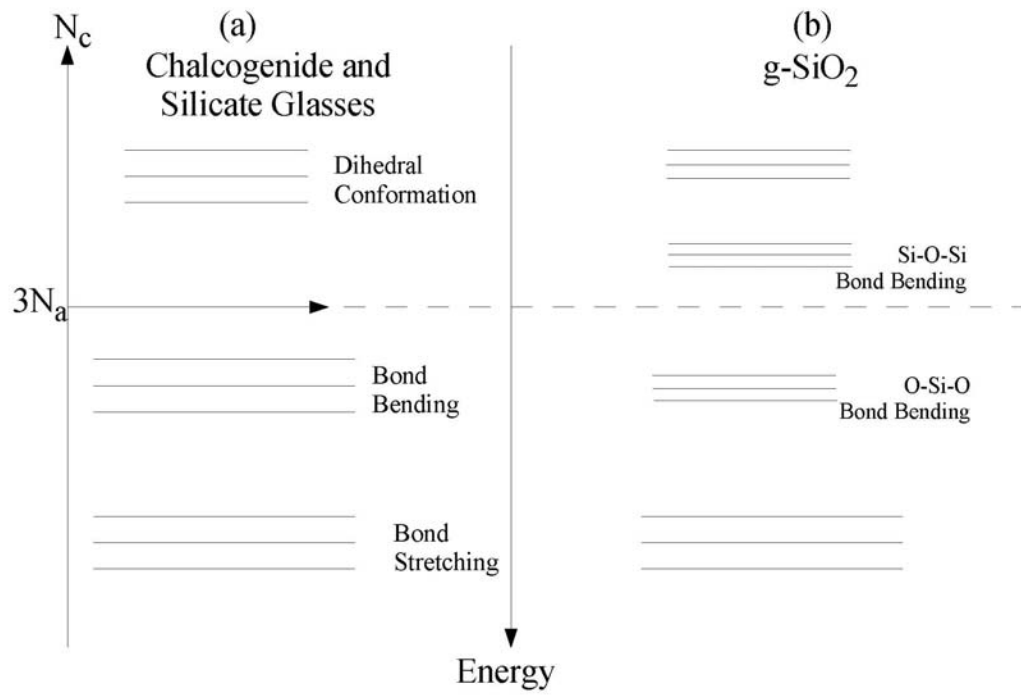 N_c
(a)
Chalcogenide and
Silicate Glasses
Dihedral
Conformation
3N_a
Bond
Bending
Bond
Stretching
Energy
(b)
g-SiO₂
Si-O-Si
Bond Bending
O-Si-O
Bond Bending